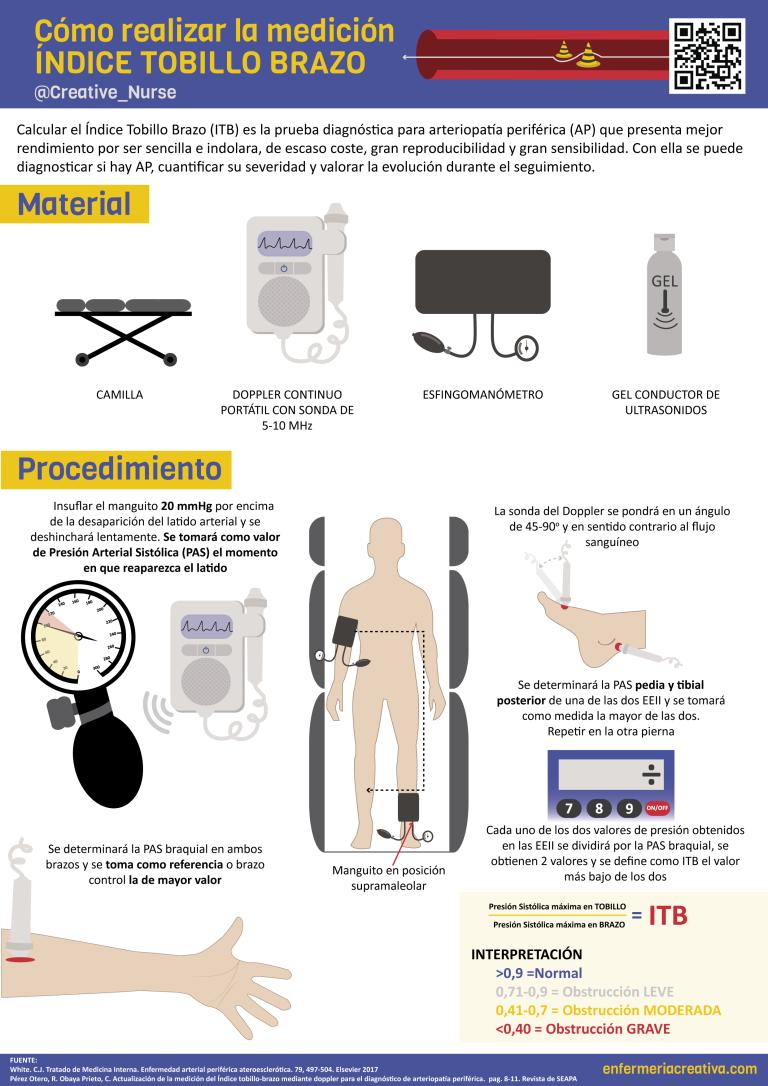 Cómo realizar la medición
ÍNDICE TOBILLO BRAZO
@Creative_Nurse
Calcular el Índice Tobillo Brazo (ITB) es la prueba diagnóstica para arteriopatía periférica (AP) que presenta mejor
rendimiento por ser sencilla e indolara, de escaso coste, gran reproducibilidad y gran sensibilidad. Con ella se puede
diagnosticar si hay AP, cuantificar su severidad y valorar la evolución durante el seguimiento.
Material
GEL
CAMILLA
DOPPLER CONTINUO
PORTÁTIL CON SONDA DE
5-10 MHz
ESFINGOMANÓMETRO
GEL CONDUCTOR DE
ULTRASONIDOS
Procedimiento
Insuflar el manguito 20 mmHg por encima
de la desaparición del latido arterial y se
deshinchará lentamente. Se tomará como valor
de Presión Arterial Sistólica (PAS) el momento
en que reaparezca el latido
La sonda del Doppler se pondrá en un ángulo
de 45-90º y en sentido contrario al flujo
sanguíneo
Se determinará la PAS pedia y tibial
posterior de una de las dos EEII y se tomará
como medida la mayor de las dos.
Repetir en la otra pierna
÷
7 8 9 ON/OFF
Cada uno de los dos valores de presión obtenidos
en las EEII se dividirá por la PAS braquial, se
obtienen 2 valores y se define como ITB el valor
más bajo de los dos
Se determinará la PAS braquial en ambos
brazos y se toma como referencia o brazo
control la de mayor valor
Manguito en posición
supramaleolar
Presión Sistólica máxima en TOBILLO
Presión Sistólica máxima en BRAZO
= ITB
INTERPRETACIÓN
>0,9 =Normal
0,71-0,9 = Obstrucción LEVE
0,41-0,7 = Obstrucción MODERADA
<0,40 = Obstrucción GRAVE
FUENTE:
White. C.J. Tratado de Medicina Interna. Enfermedad arterial periférica ateroesclerótica. 79, 497-504. Elsevier 2017
Pérez Otero, R. Obaya Prieto, C. Actualización de la medición del Índice tobillo-brazo mediante doppler para el diagnóstico de arteriopatía periférica. pag. 8-11. Revista de SEAPA
enfermeriacreativa.com